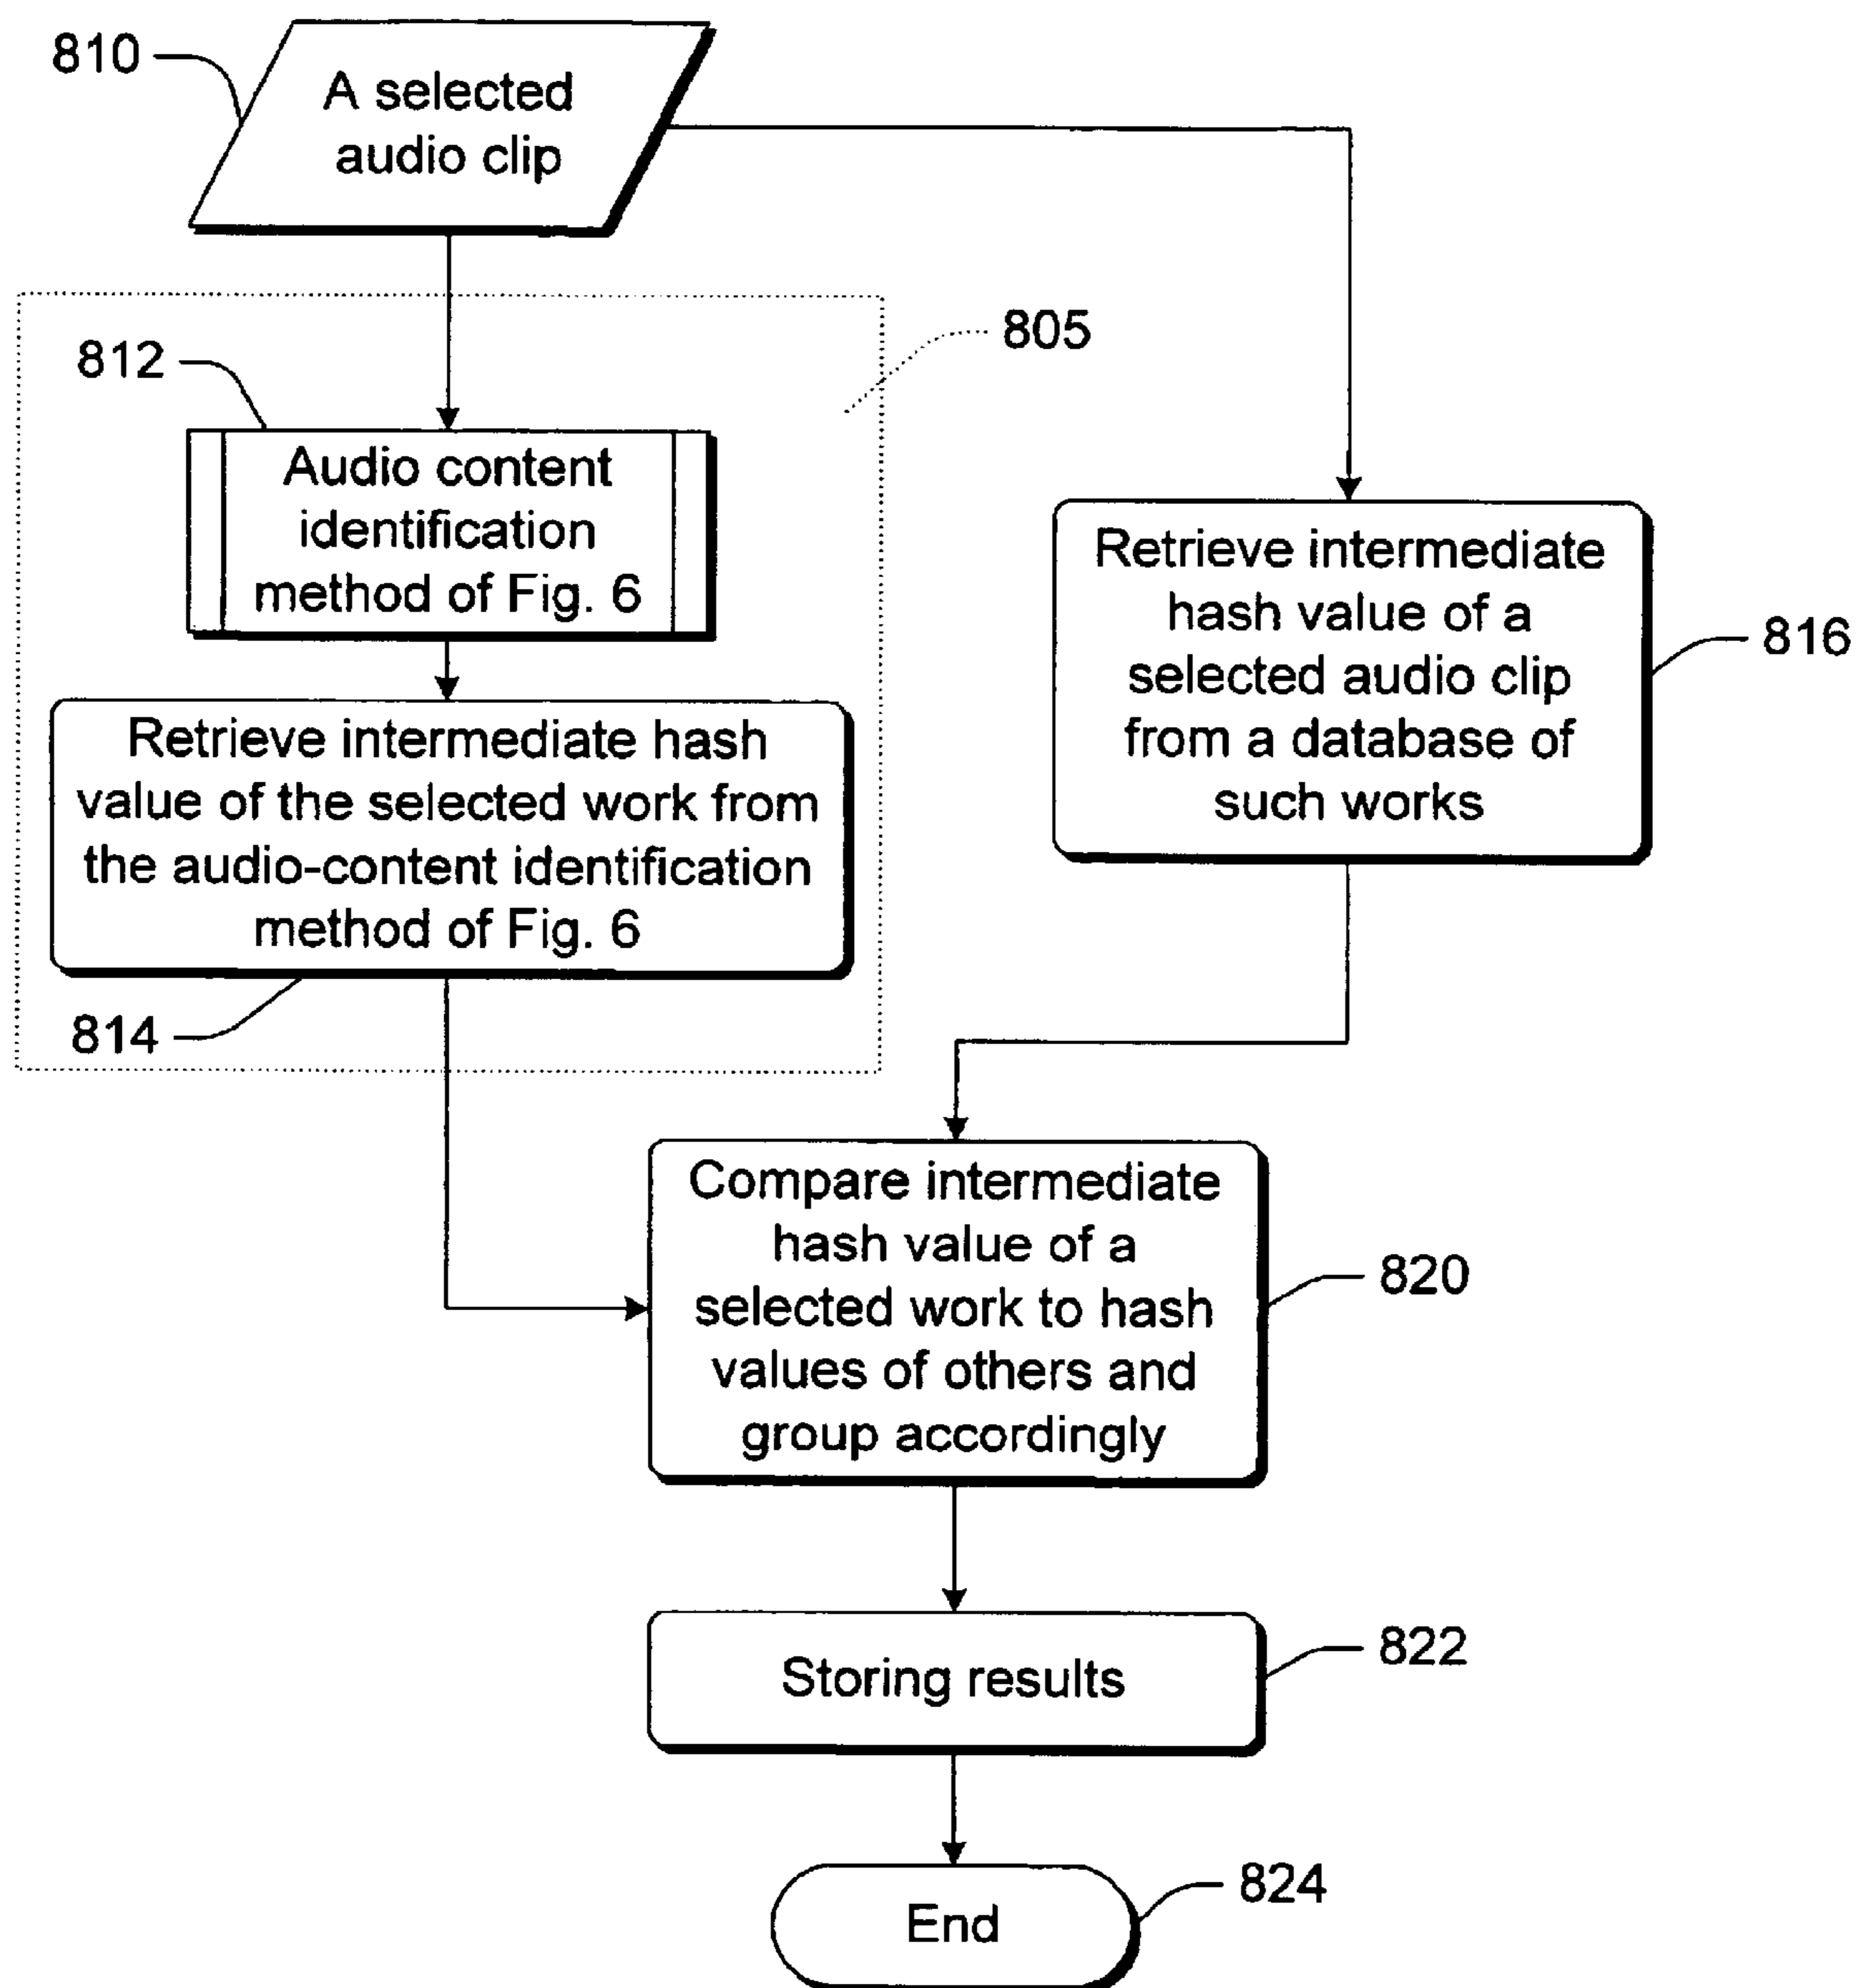 810
A selected
audio clip
805
812
Audio content
identification
method of Fig. 6
Retrieve intermediate hash
value of the selected work from
the audio-content identification
method of Fig. 6
814
Retrieve intermediate
hash value of a
selected audio clip
from a database of
such works
816
Compare intermediate
hash value of a
selected work to hash
values of others and
group accordingly
820
Storing results
822
End
824